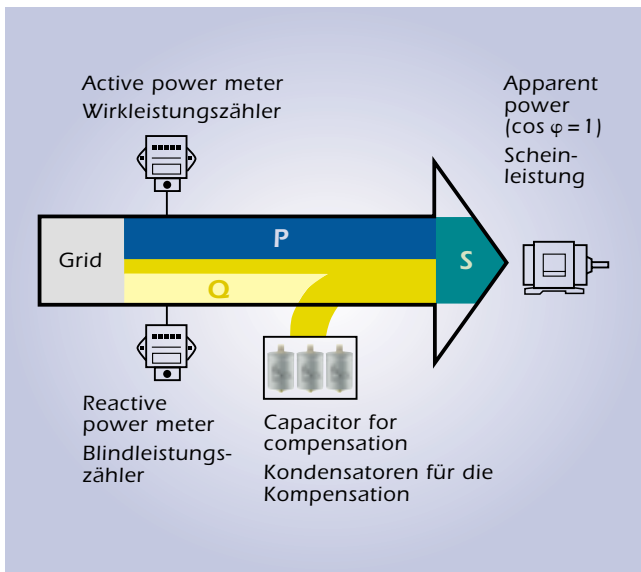 Active power meter
Wirkleistungszähler
Apparent
power
(cos φ = 1)
Schein-
leistung
Grid
P
Q
S
Reactive
power meter
Blindleistungs-
zähler
Capacitor for
compensation
Kondensatoren für die
Kompensation